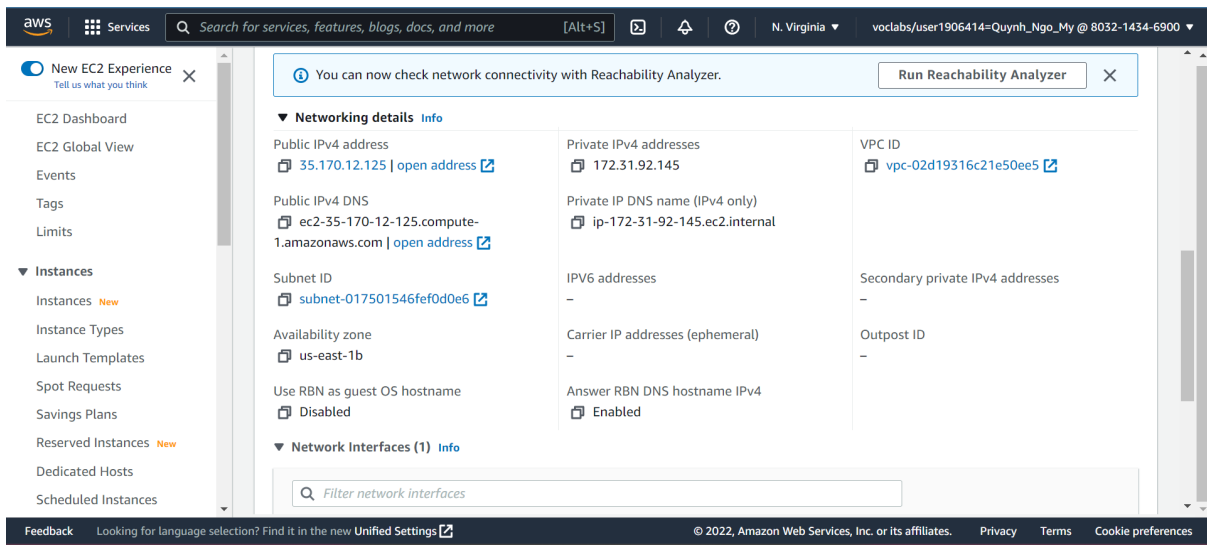 aws
Services
Search for services, features, blogs, docs, and more
[Alt+S]
N. Virginia ▼
voclabs/user1906414=Quynh_Ngo_My @ 8032-1434-6900 ▼
New EC2 Experience
Tell us what you think
EC2 Dashboard
EC2 Global View
Events
Tags
Limits
Instances
Instances New
Instance Types
Launch Templates
Spot Requests
Savings Plans
Reserved Instances New
Dedicated Hosts
Scheduled Instances
You can now check network connectivity with Reachability Analyzer.
Run Reachability Analyzer
Networking details Info
Public IPv4 address
35.170.12.125 | open address
Private IPv4 addresses
172.31.92.145
VPC ID
vpc-02d19316c21e50ee5
Public IPv4 DNS
ec2-35-170-12-125.compute-
1.amazonaws.com | open address
Private IP DNS name (IPv4 only)
ip-172-31-92-145.ec2.internal
Subnet ID
subnet-017501546fef0d0e6
IPV6 addresses
–
Secondary private IPv4 addresses
–
Availability zone
us-east-1b
Carrier IP addresses (ephemeral)
–
Outpost ID
–
Use RBN as guest OS hostname
Disabled
Answer RBN DNS hostname IPv4
Enabled
Network Interfaces (1) Info
Filter network interfaces
Feedback
Looking for language selection? Find it in the new Unified Settings
© 2022, Amazon Web Services, Inc. or its affiliates.
Privacy
Terms
Cookie preferences